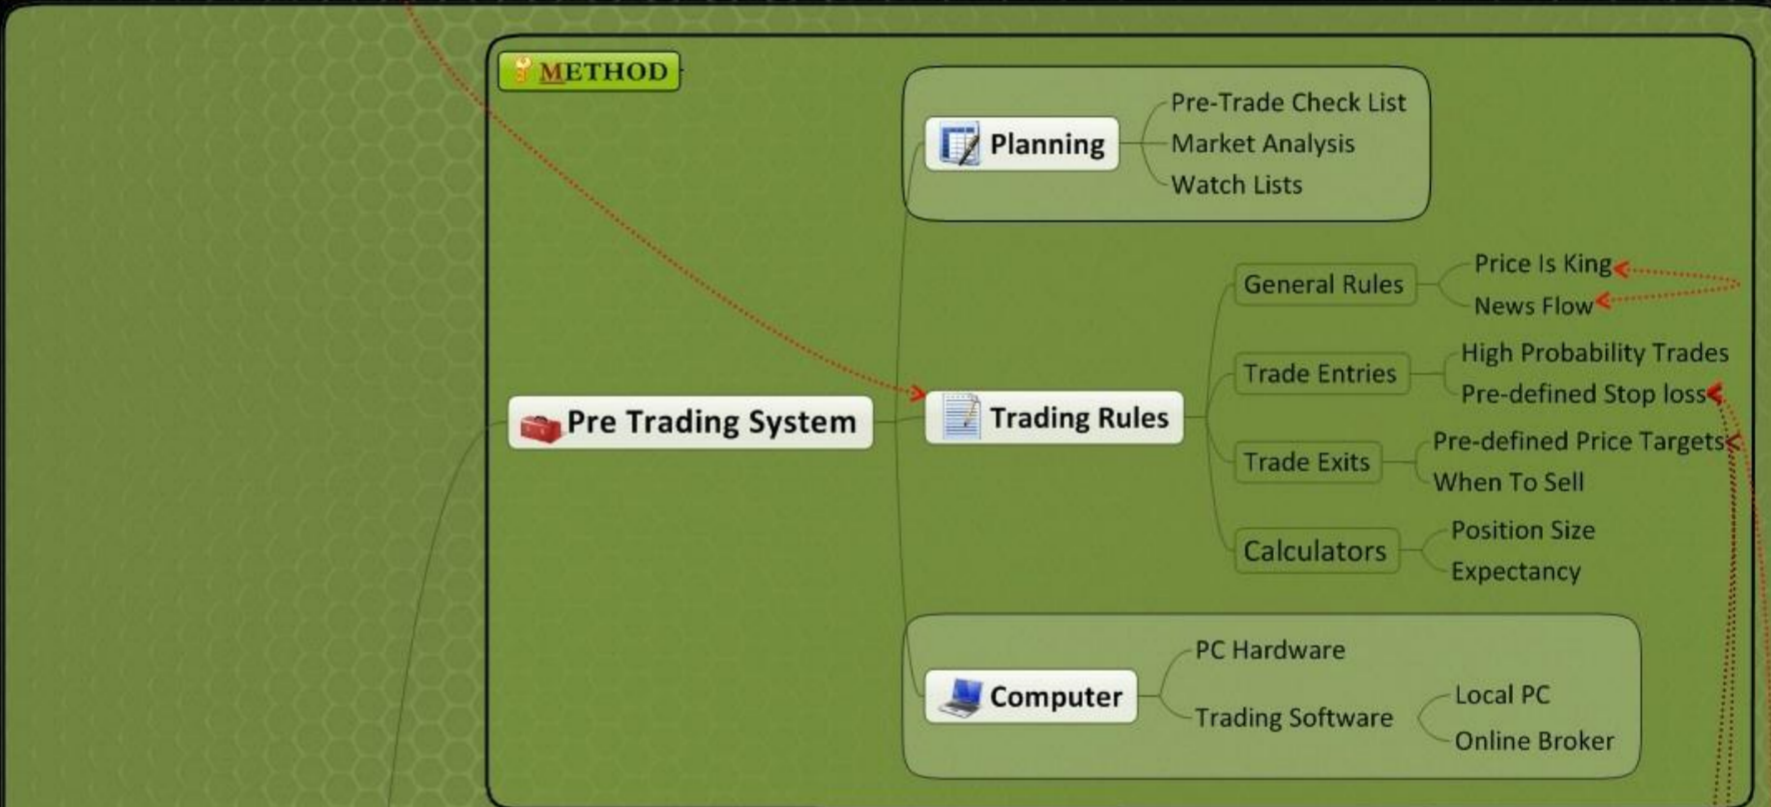 METHOD
Planning
Pre-Trade Check List
Market Analysis
Watch Lists
Pre Trading System
Trading Rules
General Rules
Price Is King
News Flow
Trade Entries
High Probability Trades
Pre-defined Stop loss
Trade Exits
Pre-defined Price Targets
When To Sell
Calculators
Position Size
Expectancy
Computer
PC Hardware
Trading Software
Local PC
Online Broker